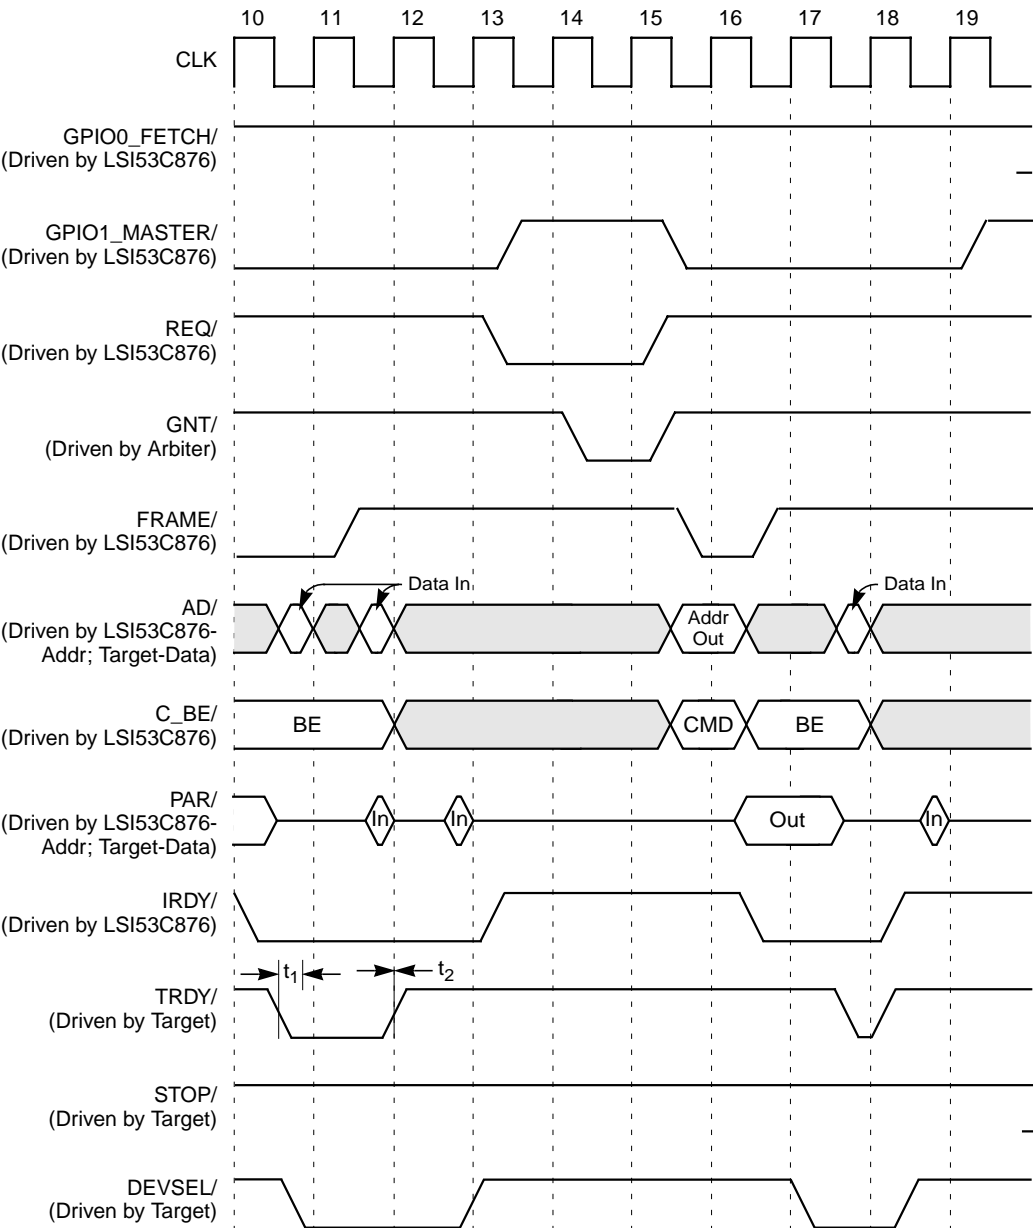 10 11 12 13 14 15 16 17 18 19
CLK
GPIO0_FETCH/
(Driven by LSI53C876)
GPIO1_MASTER/
(Driven by LSI53C876)
REQ/
(Driven by LSI53C876)
GNT/
(Driven by Arbiter)
FRAME/
(Driven by LSI53C876)
Data In Data In
AD/
(Driven by LSI53C876-
Addr; Target-Data)
Addr
Out
C_BE/
(Driven by LSI53C876)
BE CMD BE
PAR/
(Driven by LSI53C876-
Addr; Target-Data)
In In Out In
IRDY/
(Driven by LSI53C876)
t1 t2
TRDY/
(Driven by Target)
STOP/
(Driven by Target)
DEVSEL/
(Driven by Target)